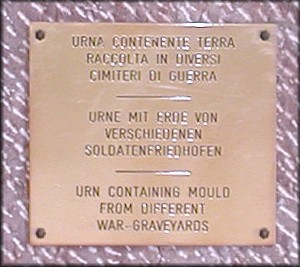 URNA CONTENENTE TERRA
RACCOLTA IN DIVERSI
CIMITERI DI GUERRA
URNE MIT ERDE VON
VERSCHIEDENEN
SOLDATENFRIEDHOFEN
URN CONTAINING MOULD
FROM DIFFERENT
WAR-GRAVEYARDS